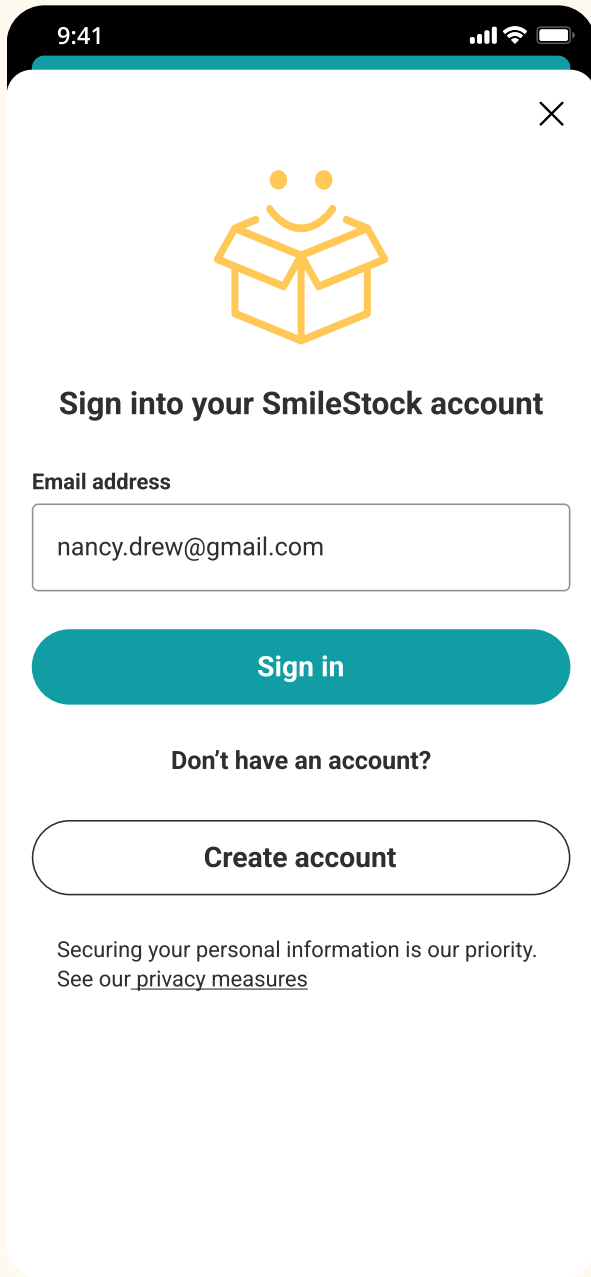 9:41
Sign into your SmileStock account
Email address
nancy.drew@gmail.com
Sign in
Don’t have an account?
Create account
Securing your personal information is our priority.
See our privacy measures